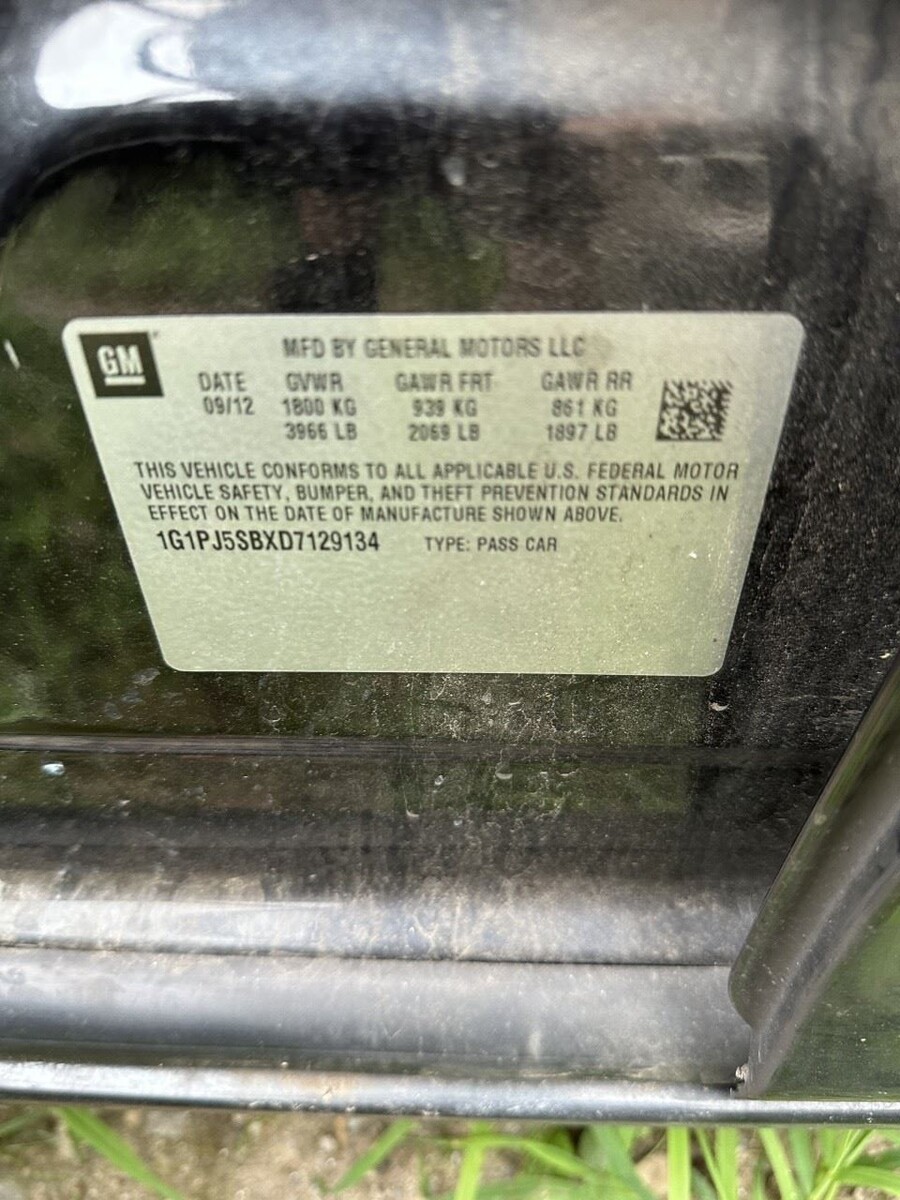 GM
MFD BY GENERAL MOTORS LLC
DATE GVWR GAWR FRT GAWR RR
09/12 1800 KG 939 KG 861 KG
3966 LB 2069 LB 1897 LB
THIS VEHICLE CONFORMS TO ALL APPLICABLE U.S. FEDERAL MOTOR
VEHICLE SAFETY, BUMPER, AND THEFT PREVENTION STANDARDS IN
EFFECT ON THE DATE OF MANUFACTURE SHOWN ABOVE.
1G1PJ5SBXD7129134 TYPE: PASS CAR